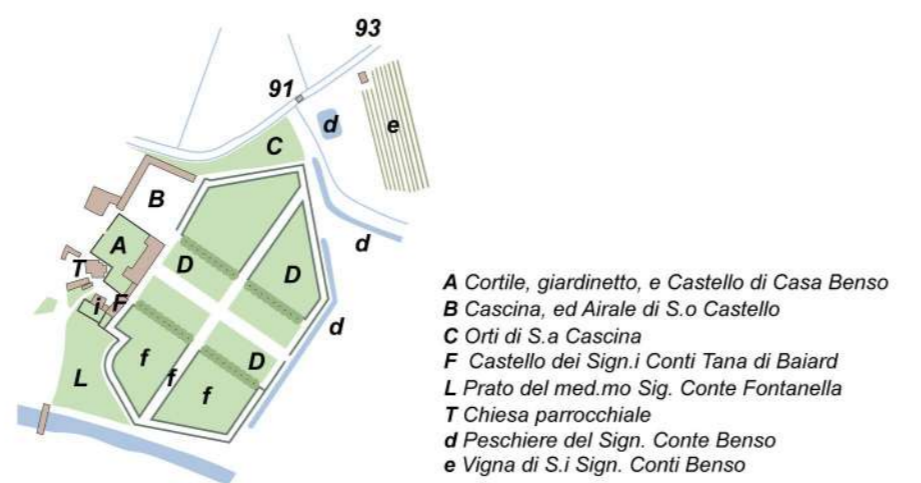 93
91
d
e
C
B
A
D
D
d
T
i
F
d
f
f
D
L
f
A Cortile, giardinetto, e Castello di Casa Benso
B Cascina, ed Airale di S.o Castello
C Orti di S.a Cascina
F Castello dei Sign.i Conti Tana di Baiard
L Prato del med.mo Sig. Conte Fontanella
T Chiesa parrocchiale
d Peschiere del Sign. Conte Benso
e Vigna di S.i Sign. Conti Benso